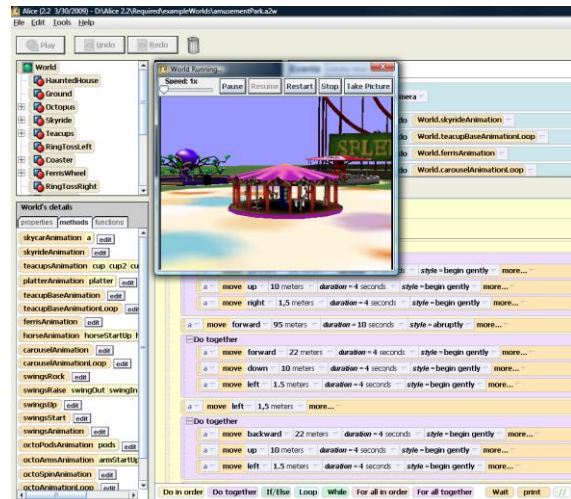 Alice (2.2 3/30/2009) - D:\Alice 2.2\Required\exampleWorlds\amusementPark.a2w
File Edit Tools Help
Play Undo Redo
World
HauntedHouse
Ground
Octopus
Skyride
Teacups
RingTossLeft
Coaster
FerrisWheel
RingTossRight
World's details
properties methods functions
skycarAnimation a edit
skyrideAnimation edit
teacupsAnimation cup cup2 cu
platterAnimation platter edit
teacupBaseAnimation edit
teacupBaseAnimationLoop edit
ferrisAnimation edit
horseAnimation horseStartUp h
carouselAnimation edit
carouselAnimationLoop edit
swingsRock edit
swingsRaise swingOut swingIn
swingsUp edit
swingsStart edit
swingsAnimation edit
octoPodsAnimation pods edit
octoArmsAnimation armStartUp
octoSpinAnimation edit
octoAnimationLoop edit
World Running...
Speed: 1x Pause Resume Restart Stop Take Picture
SPLE
Events
mera
do World.skyrideAnimation
do World.teacupBaseAnimationLoop
do World.ferrisAnimation
do World.carouselAnimationLoop
more...
a move up 10 meters duration = 4 seconds style = begin gently more...
a move right 1,5 meters duration = 4 seconds style = begin gently more...
a move forward 95 meters duration = 10 seconds style = abruptly more...
Do together
a move forward 22 meters duration = 4 seconds style = begin gently more...
a move down 10 meters duration = 4 seconds style = begin gently more...
a move left 1.5 meters duration = 4 seconds style = begin gently more...
a move left 1,5 meters more...
Do together
a move backward 22 meters duration = 4 seconds style = begin gently more...
a move up 10 meters duration = 4 seconds style = begin gently more...
a move left 1.5 meters duration = 4 seconds style = begin gently more...
Do in order Do together If/Else Loop While For all in order For all together Wait print //